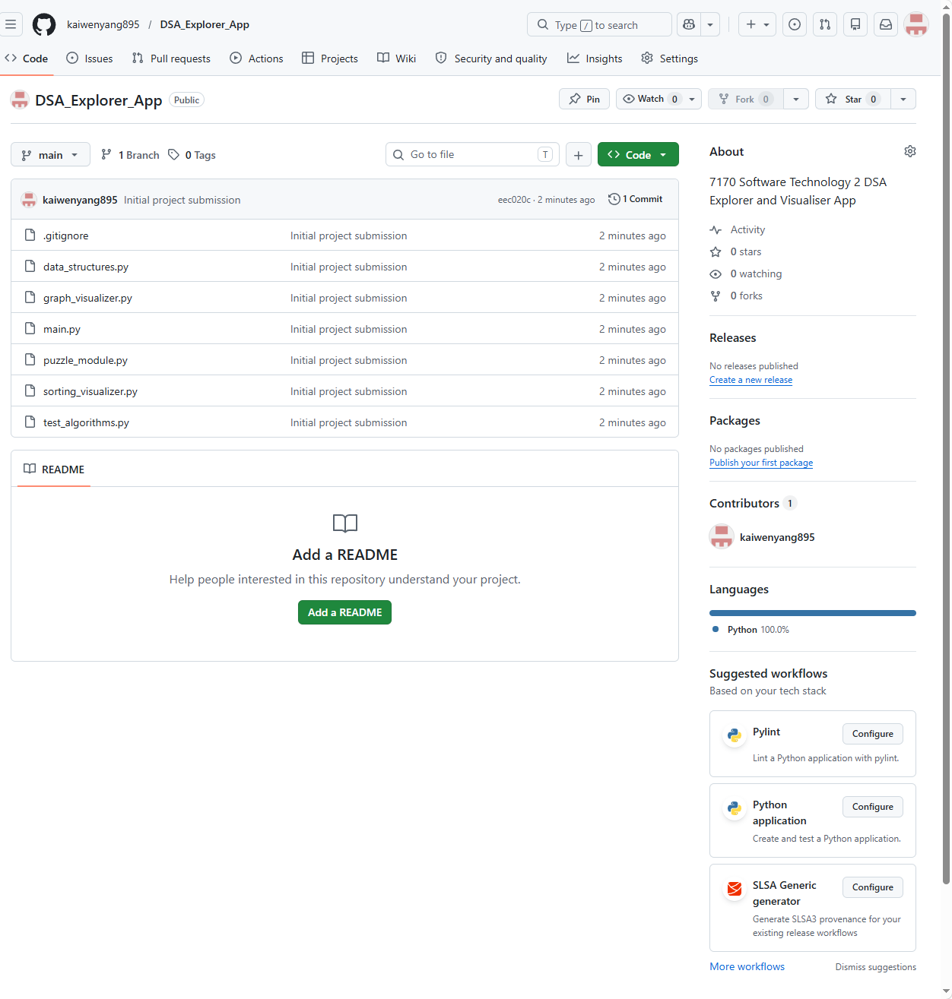 kaiwenyang895 / DSA_Explorer_App
Type / to search
Code
Issues
Pull requests
Actions
Projects
Wiki
Security and quality
Insights
Settings
DSA_Explorer_App Public
Pin
Watch 0
Fork 0
Star 0
main
1 Branch
0 Tags
Go to file T
Code
kaiwenyang895 Initial project submission eec020c · 2 minutes ago 1 Commit
.gitignore Initial project submission 2 minutes ago
data_structures.py Initial project submission 2 minutes ago
graph_visualizer.py Initial project submission 2 minutes ago
main.py Initial project submission 2 minutes ago
puzzle_module.py Initial project submission 2 minutes ago
sorting_visualizer.py Initial project submission 2 minutes ago
test_algorithms.py Initial project submission 2 minutes ago
README
Add a README
Help people interested in this repository understand your project.
Add a README
About
7170 Software Technology 2 DSA
Explorer and Visualiser App
Activity
0 stars
0 watching
0 forks
Releases
No releases published
Create a new release
Packages
No packages published
Publish your first package
Contributors 1
kaiwenyang895
Languages
Python 100.0%
Suggested workflows
Based on your tech stack
Pylint
Configure
Lint a Python application with pylint.
Python
application
Configure
Create and test a Python application.
SLSA Generic
generator
Configure
Generate SLSA3 provenance for your
existing release workflows
More workflows
Dismiss suggestions